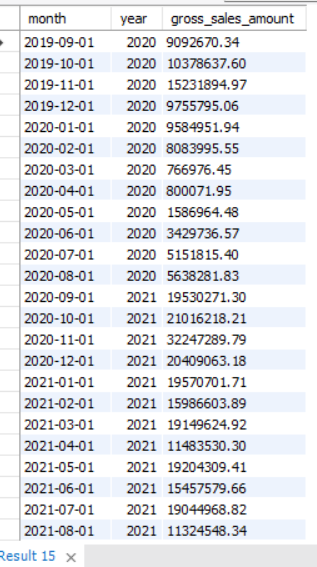 month year gross_sales_amount
2019-09-01 2020 9092670.34
2019-10-01 2020 10378637.60
2019-11-01 2020 15231894.97
2019-12-01 2020 9755795.06
2020-01-01 2020 9584951.94
2020-02-01 2020 8083995.55
2020-03-01 2020 766976.45
2020-04-01 2020 800071.95
2020-05-01 2020 1586964.48
2020-06-01 2020 3429736.57
2020-07-01 2020 5151815.40
2020-08-01 2020 5638281.83
2020-09-01 2021 19530271.30
2020-10-01 2021 21016218.21
2020-11-01 2021 32247289.79
2020-12-01 2021 20409063.18
2021-01-01 2021 19570701.71
2021-02-01 2021 15986603.89
2021-03-01 2021 19149624.92
2021-04-01 2021 11483530.30
2021-05-01 2021 19204309.41
2021-06-01 2021 15457579.66
2021-07-01 2021 19044968.82
2021-08-01 2021 11324548.34
Result 15 ×